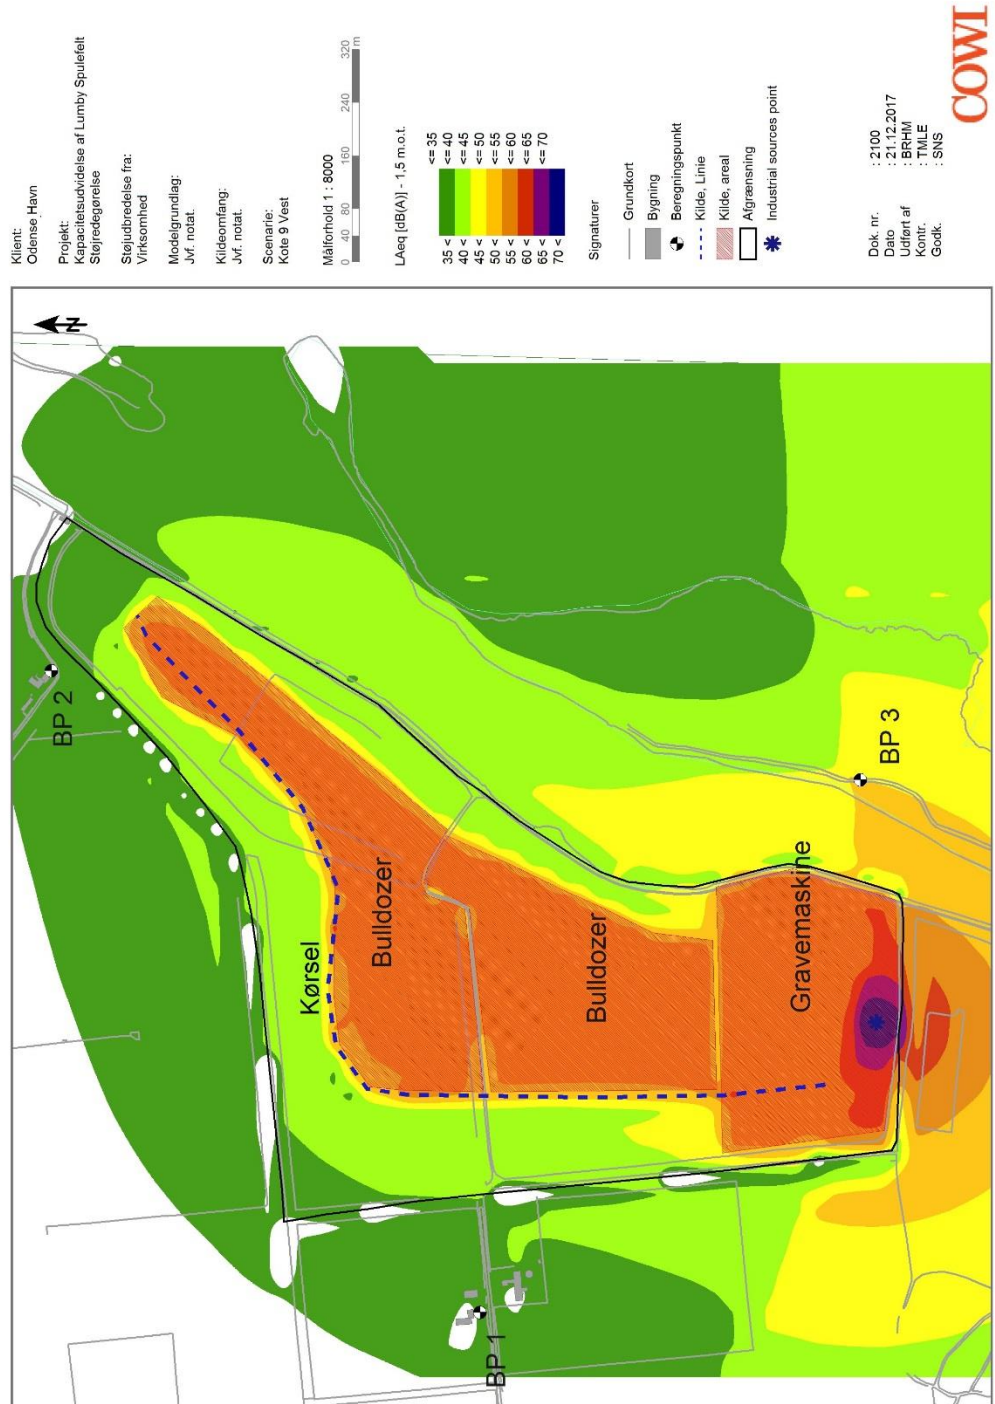 Klient:
Odense Havn
Projekt:
Kapacitetsudvidelse af Lumby Spulefelt
Støjredegørelse
Støjudbredelse fra:
Virksomhed
Modelgrundlag:
Jvf. notat.
Kildeomfang:
Jvf. notat.
Scenarie:
Kote 9 Vest
Målforhold 1 : 8000
0 40 80 160 240 320 m
LAeq [dB(A)] - 1,5 m.o.t.
<= 35
35 < <= 40
40 < <= 45
45 < <= 50
50 < <= 55
55 < <= 60
60 < <= 65
65 < <= 70
70 <
Signaturer
Grundkort
Bygning
Beregningspunkt
Kilde, Linie
Kilde, areal
Afgrænsning
Industrial sources point
Dok. nr. : 2100
Dato : 21.12.2017
Udført af : BRHM
Kontr. : TMLE
Godk. : SNS
COWI
N
BP 2
Kørsel
Bulldozer
Bulldozer
Gravemaskine
BP 3
BP 1